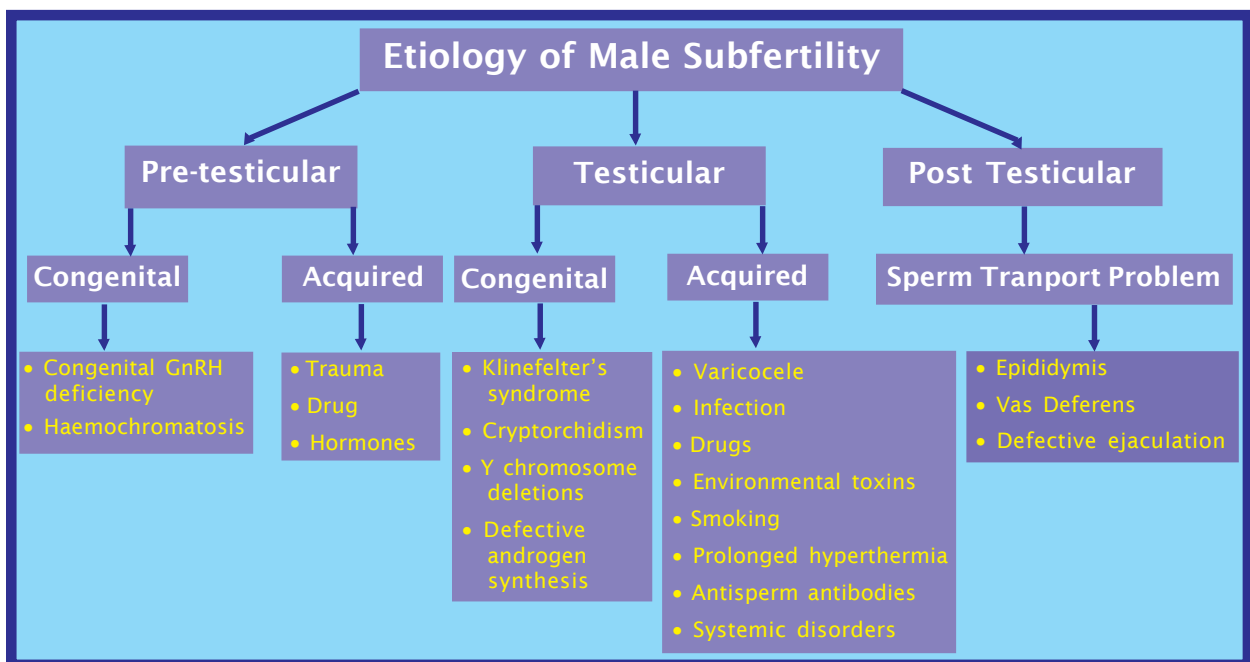 Etiology of Male Subfertility
Pre-testicular
Testicular
Post Testicular
Congenital
Acquired
Congenital
Acquired
Sperm Tranport Problem
• Congenital GnRH
deficiency
• Haemochromatosis
• Trauma
• Drug
• Hormones
• Klinefelter's
syndrome
• Cryptorchidism
• Y chromosome
deletions
• Defective
androgen
synthesis
• Varicocele
• Infection
• Drugs
• Environmental toxins
• Smoking
• Prolonged hyperthermia
• Antisperm antibodies
• Systemic disorders
• Epididymis
• Vas Deferens
• Defective ejaculation